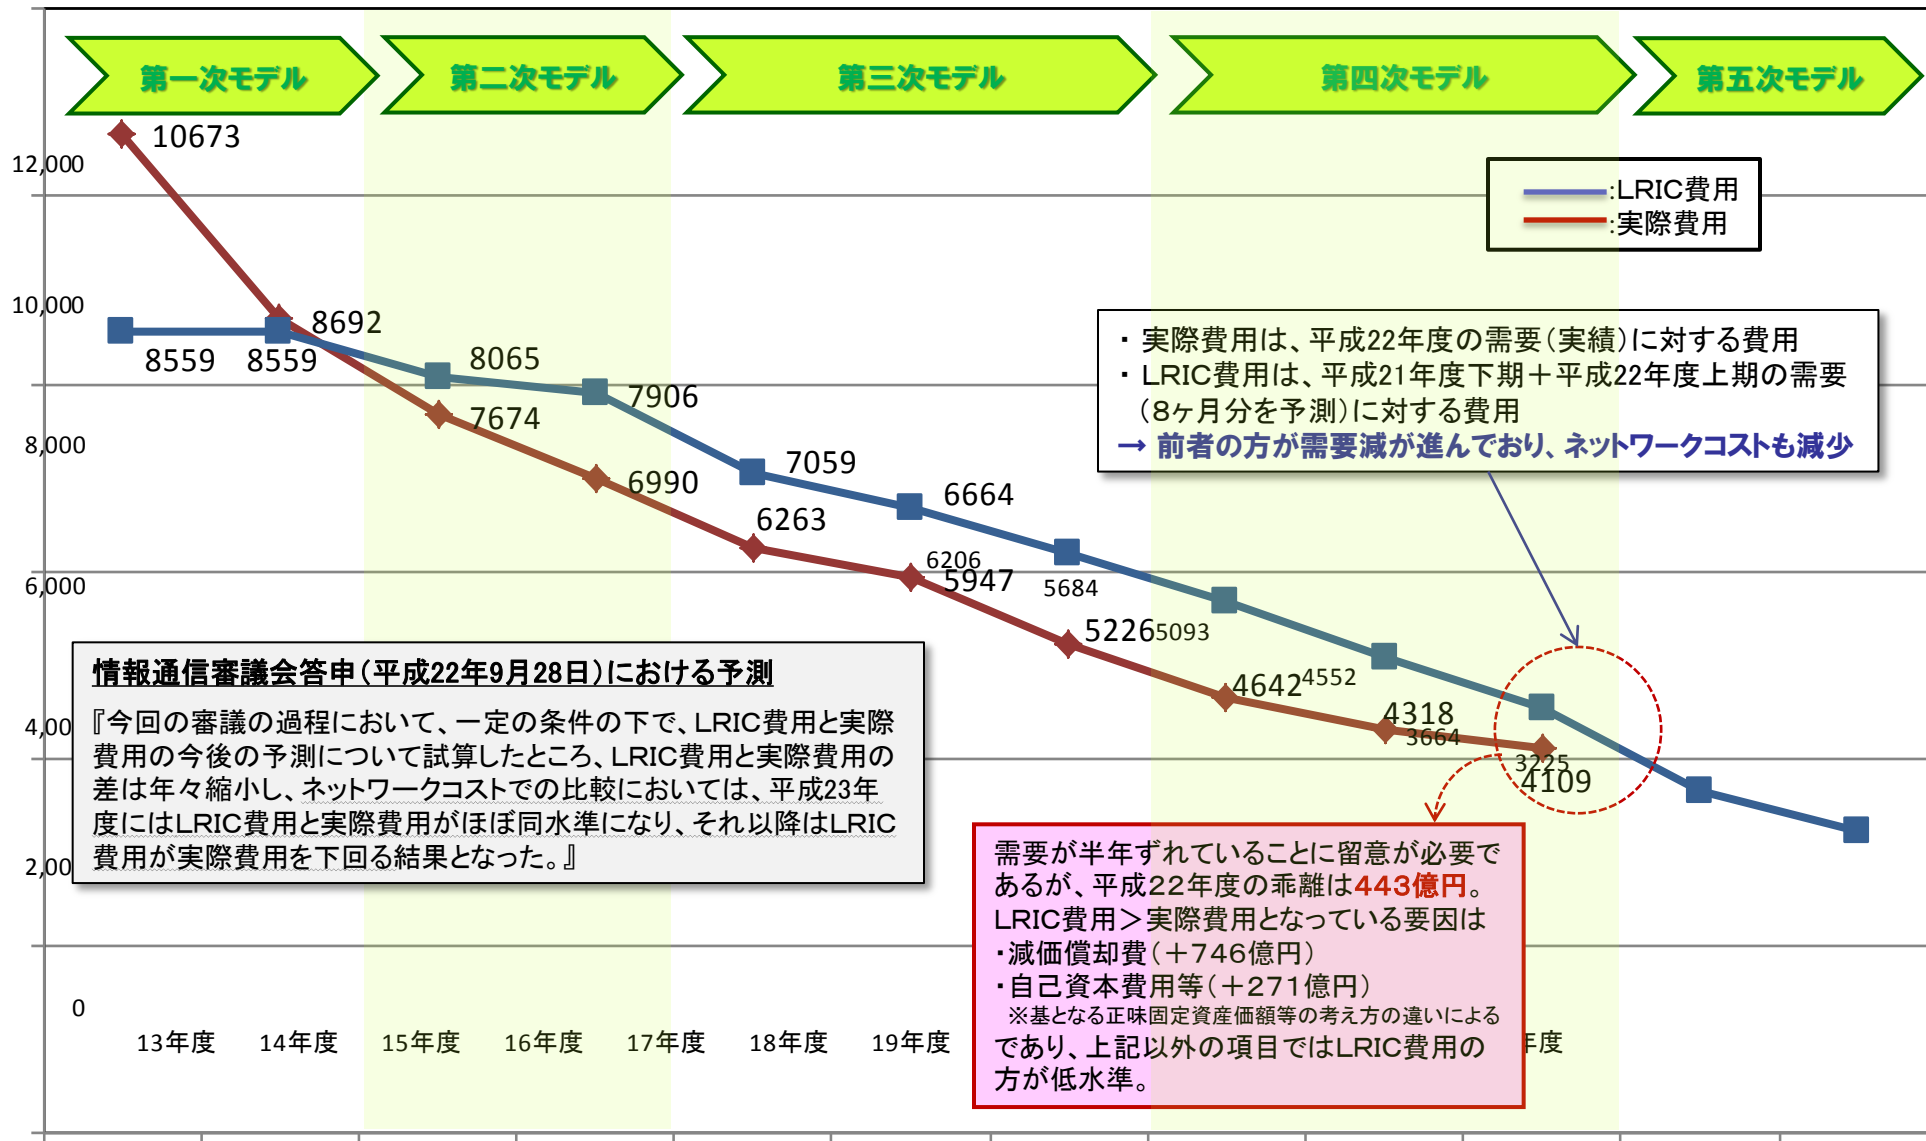 第一次モデル
第二次モデル
第三次モデル
第四次モデル
第五次モデル
12,000
10,000
8,000
6,000
4,00
2,00
0
:LRIC費用
:実際費用
10673
8692
8559
8559
8065
7674
7906
6990
7059
6263
6664
6206
5947
5684
5226
5093
4642
4552
4318
3664
3225
4109
・ 実際費用は、平成22年度の需要(実績)に対する費用
・ LRIC費用は、平成21年度下期+平成22年度上期の需要
(8ヶ月分を予測)に対する費用
→ 前者の方が需要減が進んでおり、ネットワークコストも減少
情報通信審議会答申(平成22年9月28日)における予測
『今回の審議の過程において、一定の条件の下で、LRIC費用と実際
費用の今後の予測について試算したところ、LRIC費用と実際費用の
差は年々縮小し、ネットワークコストでの比較においては、平成23年
度にはLRIC費用と実際費用がほぼ同水準になり、それ以降はLRIC
費用が実際費用を下回る結果となった。』
需要が半年ずれていることに留意が必要で
あるが、平成22年度の乖離は443億円。
LRIC費用>実際費用となっている要因は
・減価償却費(+746億円)
・自己資本費用等(+271億円)
※基となる正味固定資産価額等の考え方の違いによる
であり、上記以外の項目ではLRIC費用の
方が低水準。
13年度
14年度
15年度
16年度
17年度
18年度
19年度
年度